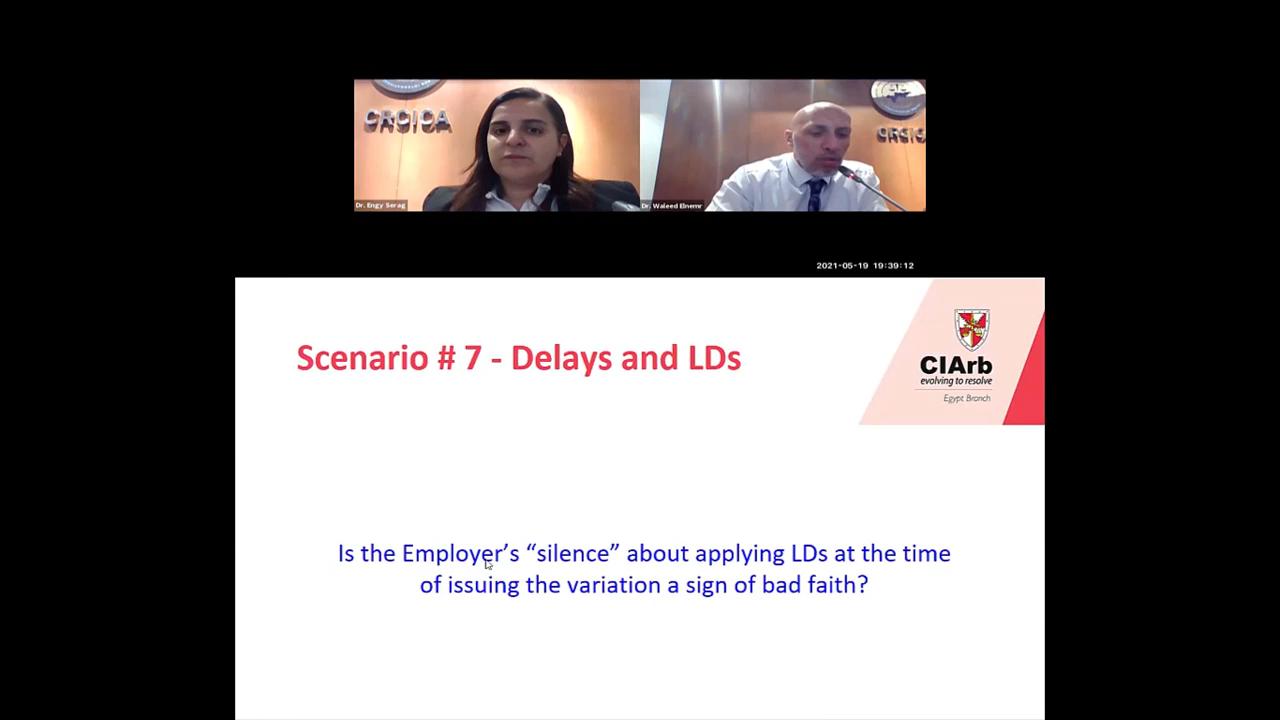 CRCICA
CRCICA
Dr. Engy Serag
Dr. Waleed Elnemr
2021-05-19 19:39:12
Scenario # 7 - Delays and LDs
CIArb
evolving to resolve
Egypt Branch
Is the Employer’s “silence” about applying LDs at the time
of issuing the variation a sign of bad faith?